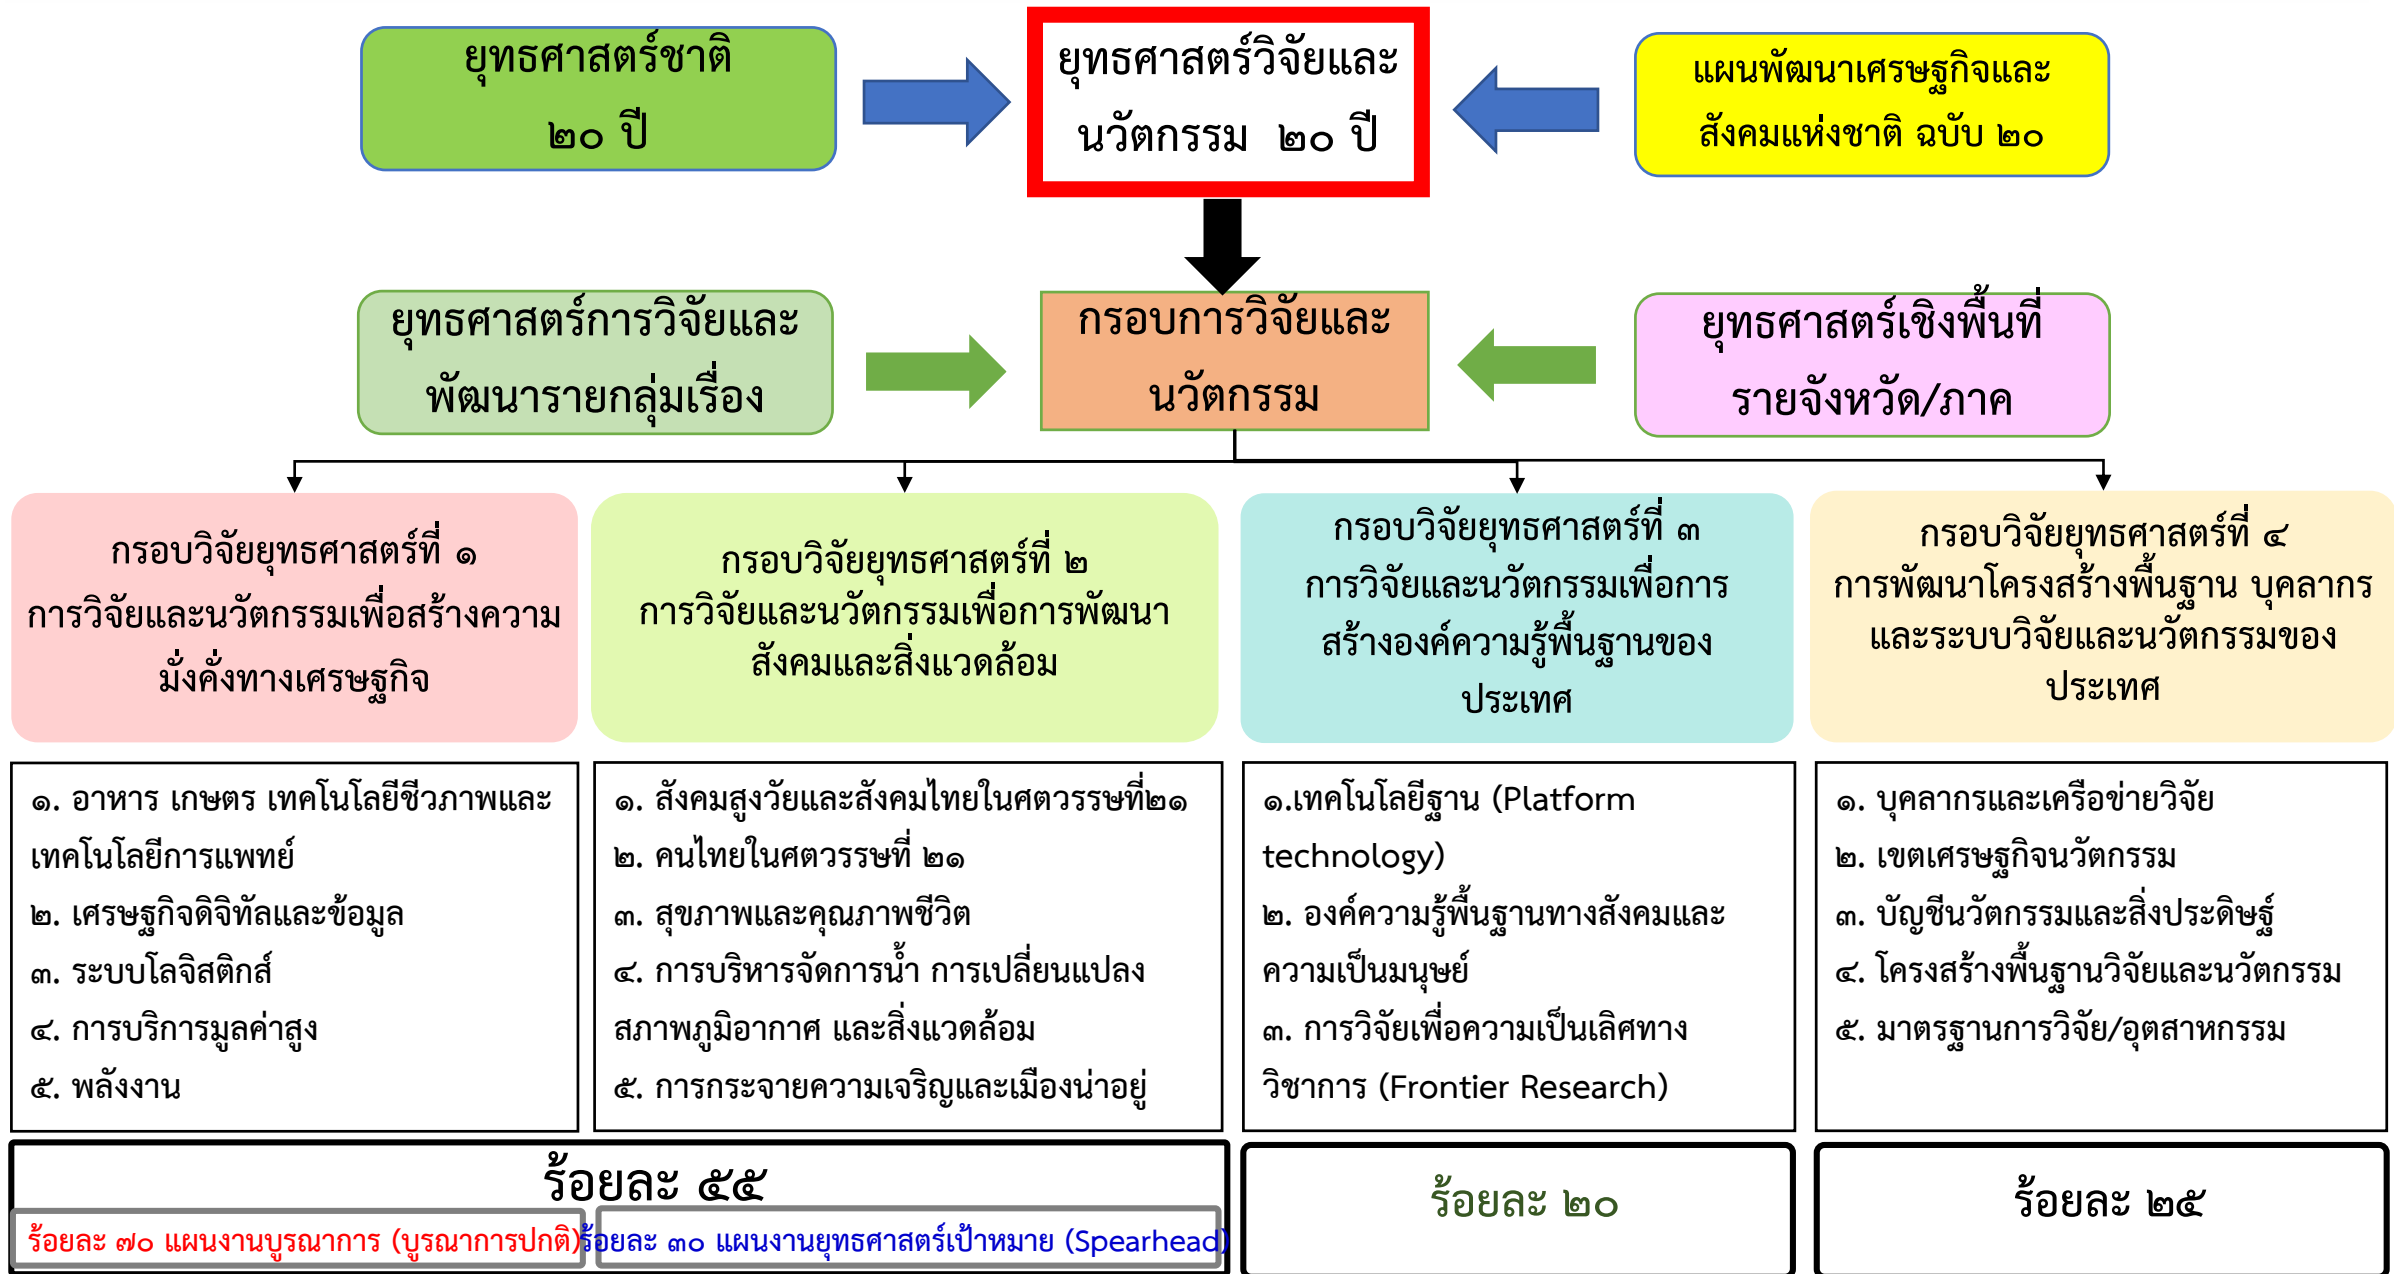 ยุทธศาสตร์ชาติ
๒๐ ปี
ยุทธศาสตร์วิจัยและ
นวัตกรรม ๒๐ ปี
แผนพัฒนาเศรษฐกิจและ
สังคมแห่งชาติ ฉบับ ๒๐
ยุทธศาสตร์การวิจัยและ
พัฒนารายกลุ่มเรื่อง
กรอบการวิจัยและ
นวัตกรรม
ยุทธศาสตร์เชิงพื้นที่
รายจังหวัด/ภาค
กรอบวิจัยยุทธศาสตร์ที่ ๑
การวิจัยและนวัตกรรมเพื่อสร้างความ
มั่งคั่งทางเศรษฐกิจ
กรอบวิจัยยุทธศาสตร์ที่ ๒
การวิจัยและนวัตกรรมเพื่อการพัฒนา
สังคมและสิ่งแวดล้อม
กรอบวิจัยยุทธศาสตร์ที่ ๓
การวิจัยและนวัตกรรมเพื่อการ
สร้างองค์ความรู้พื้นฐานของ
ประเทศ
กรอบวิจัยยุทธศาสตร์ที่ ๔
การพัฒนาโครงสร้างพื้นฐาน บุคลากร
และระบบวิจัยและนวัตกรรมของ
ประเทศ
๑. อาหาร เกษตร เทคโนโลยีชีวภาพและ
เทคโนโลยีการแพทย์
๒. เศรษฐกิจดิจิทัลและข้อมูล
๓. ระบบโลจิสติกส์
๔. การบริการมูลค่าสูง
๕. พลังงาน
๑. สังคมสูงวัยและสังคมไทยในศตวรรษที่๒๑
๒. คนไทยในศตวรรษที่ ๒๑
๓. สุขภาพและคุณภาพชีวิต
๔. การบริหารจัดการน้ำ การเปลี่ยนแปลง
สภาพภูมิอากาศ และสิ่งแวดล้อม
๕. การกระจายความเจริญและเมืองน่าอยู่
๑.เทคโนโลยีฐาน (Platform
technology)
๒. องค์ความรู้พื้นฐานทางสังคมและ
ความเป็นมนุษย์
๓. การวิจัยเพื่อความเป็นเลิศทาง
วิชาการ (Frontier Research)
๑. บุคลากรและเครือข่ายวิจัย
๒. เขตเศรษฐกิจนวัตกรรม
๓. บัญชีนวัตกรรมและสิ่งประดิษฐ์
๔. โครงสร้างพื้นฐานวิจัยและนวัตกรรม
๕. มาตรฐานการวิจัย/อุตสาหกรรม
ร้อยละ ๕๕
ร้อยละ ๗๐ แผนงานบูรณาการ (บูรณาการปกติ)
ร้อยละ ๓๐ แผนงานยุทธศาสตร์เป้าหมาย (Spearhead)
ร้อยละ ๒๐
ร้อยละ ๒๕